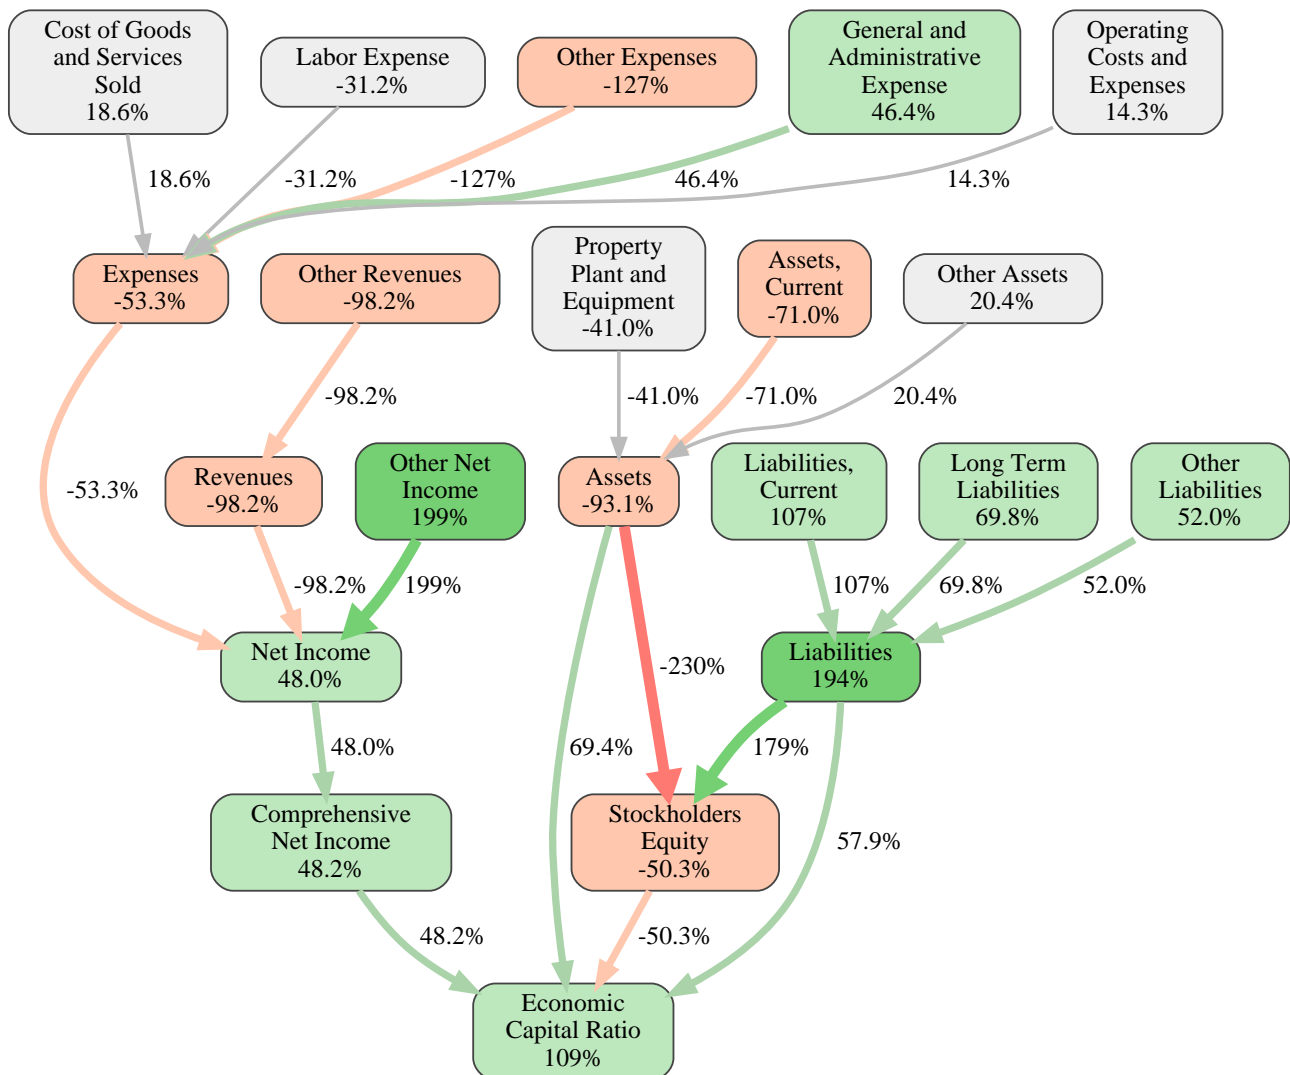 Cost of Goods
and Services
Sold
18.6%
Labor Expense
-31.2%
Other Expenses
-127%
General and
Administrative
Expense
46.4%
Operating
Costs and
Expenses
14.3%
18.6%
-31.2%
-127%
46.4%
14.3%
Expenses
-53.3%
Other Revenues
-98.2%
Property
Plant and
Equipment
-41.0%
Assets,
Current
-71.0%
Other Assets
20.4%
-98.2%
-41.0%
-71.0%
20.4%
-53.3%
Revenues
-98.2%
Other Net
Income
199%
Assets
-93.1%
Liabilities,
Current
107%
Long Term
Liabilities
69.8%
Other
Liabilities
52.0%
-98.2%
199%
107%
69.8%
52.0%
Net Income
48.0%
-230%
Liabilities
194%
48.0%
69.4%
179%
Comprehensive
Net Income
48.2%
Stockholders
Equity
-50.3%
57.9%
48.2%
-50.3%
Economic
Capital Ratio
109%